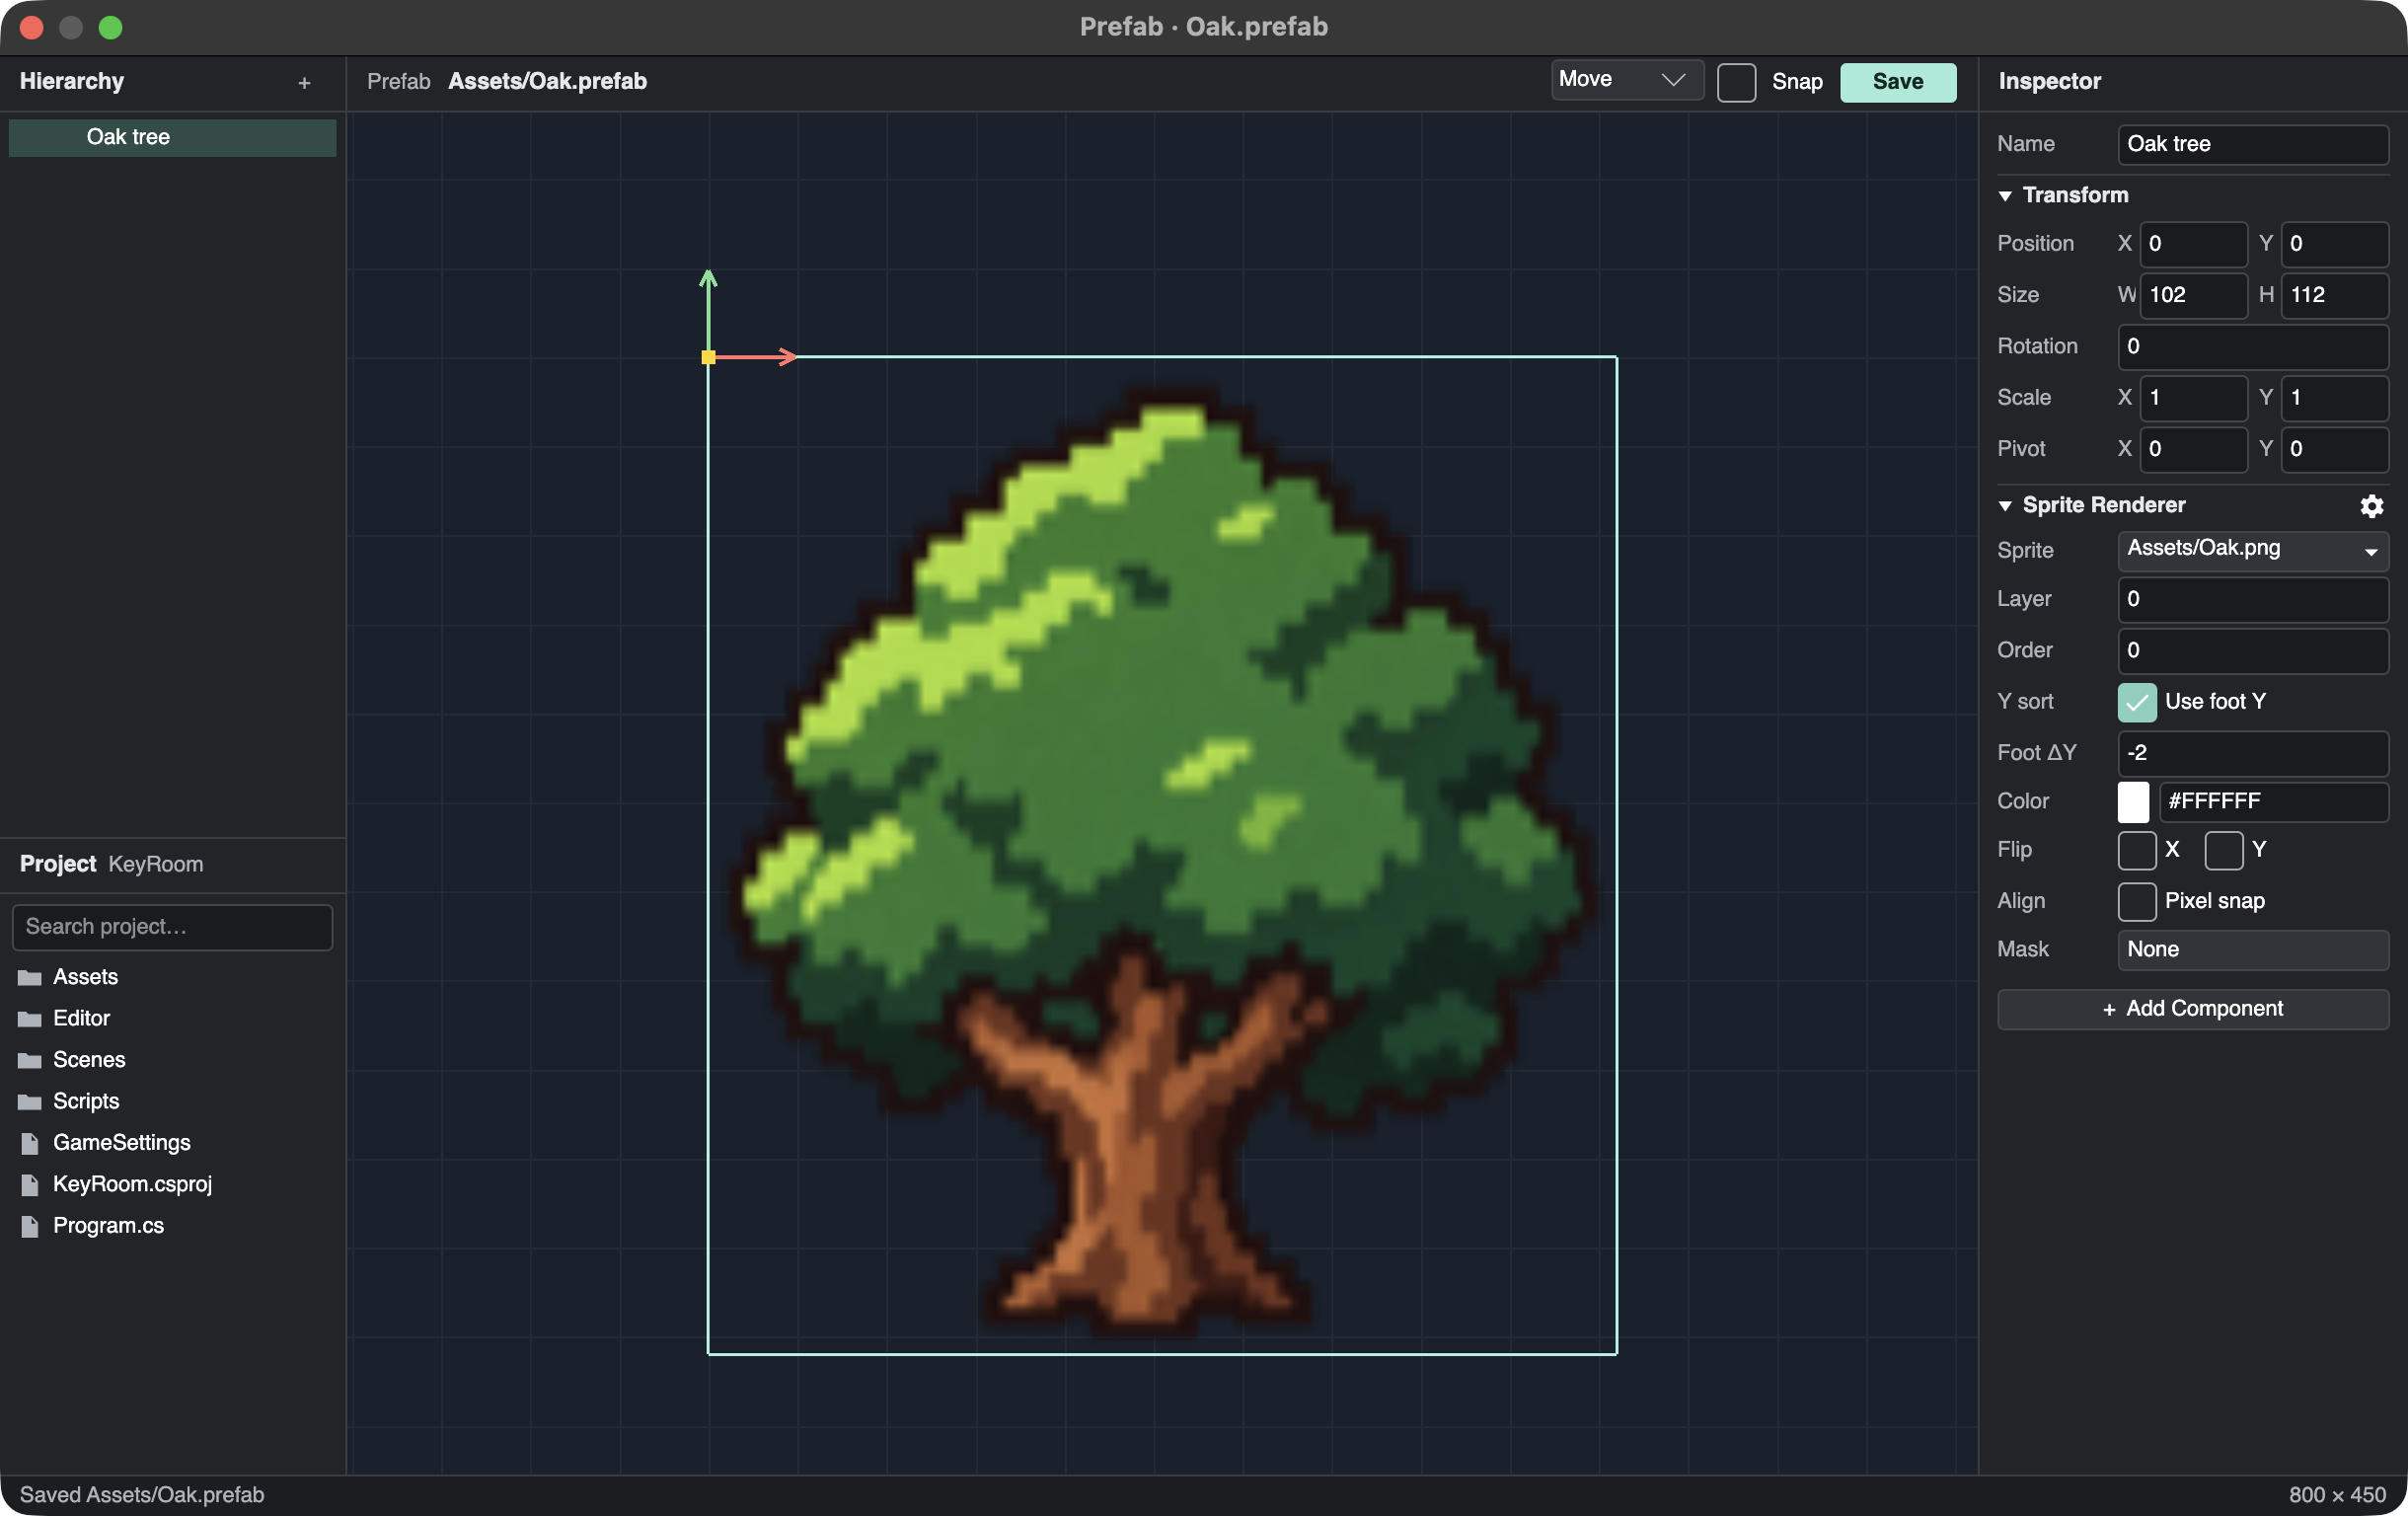 Prefab · Oak.prefab
Hierarchy +
Oak tree
Project KeyRoom
Search project...
Assets
Editor
Scenes
Scripts
GameSettings
KeyRoom.csproj
Program.cs
Prefab Assets/Oak.prefab Move Snap Save
Inspector
Name Oak tree
Transform
Position X 0 Y 0
Size W 102 H 112
Rotation 0
Scale X 1 Y 1
Pivot X 0 Y 0
Sprite Renderer
Sprite Assets/Oak.png
Layer 0
Order 0
Y sort Use foot Y
Foot ΔY -2
Color #FFFFFF
Flip X Y
Align Pixel snap
Mask None
+ Add Component
Saved Assets/Oak.prefab 800 × 450